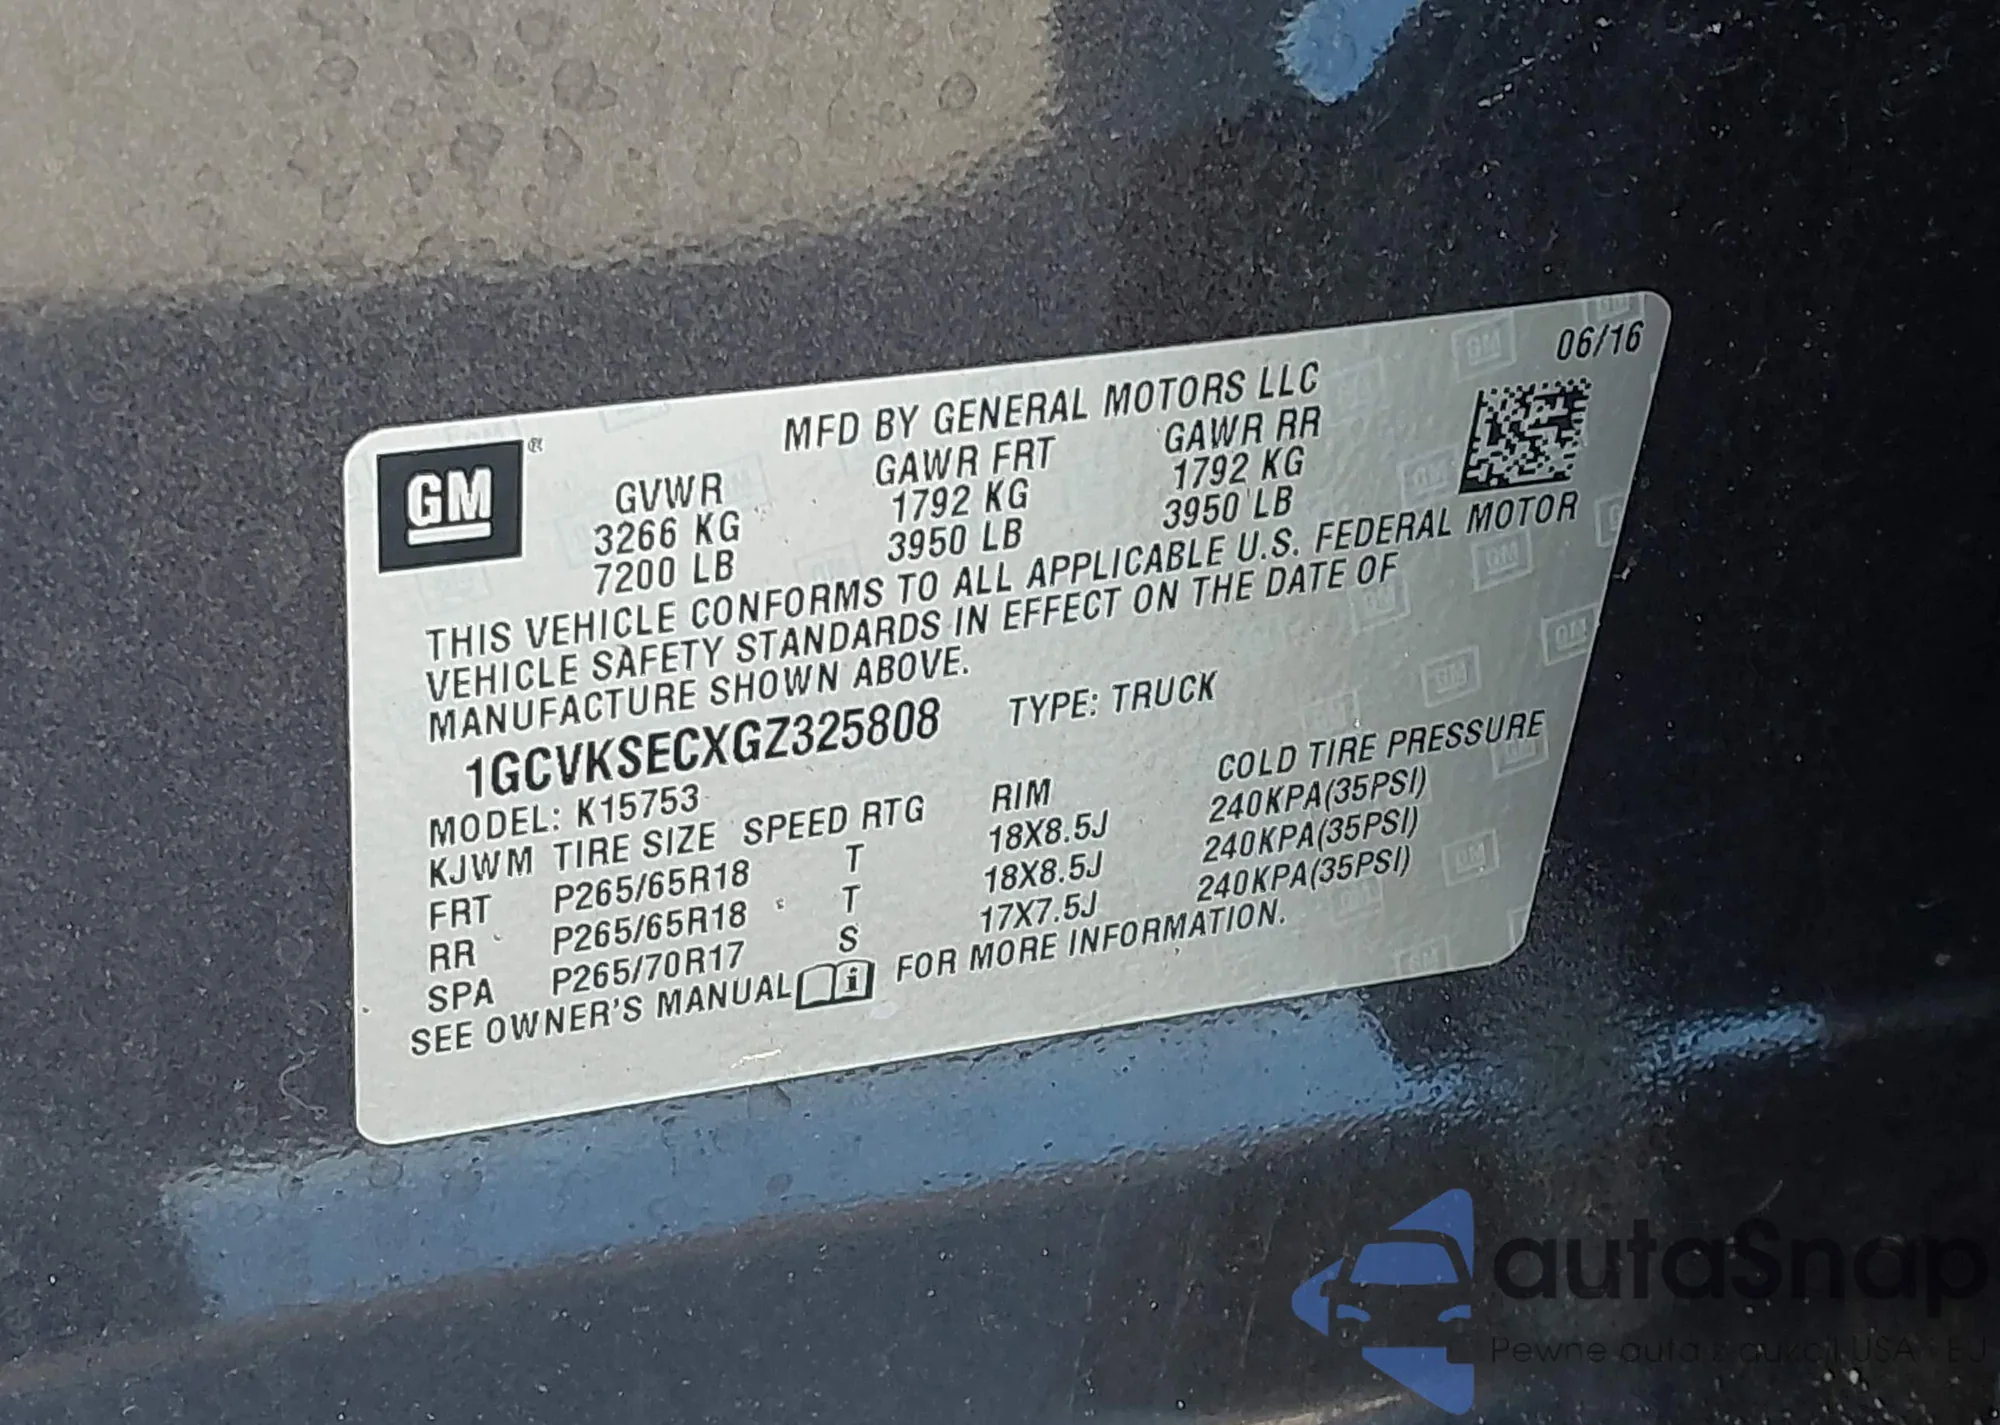 06/16
MFD BY GENERAL MOTORS LLC
GM ®
GVWR GAWR FRT GAWR RR
3266 KG 1792 KG 1792 KG
7200 LB 3950 LB 3950 LB
THIS VEHICLE CONFORMS TO ALL APPLICABLE U.S. FEDERAL MOTOR
VEHICLE SAFETY STANDARDS IN EFFECT ON THE DATE OF
MANUFACTURE SHOWN ABOVE.
1GCVKSECXGZ325808 TYPE: TRUCK
MODEL: K15753
KJWM TIRE SIZE SPEED RTG RIM COLD TIRE PRESSURE
FRT P265/65R18 T 18X8.5J 240KPA(35PSI)
RR P265/65R18 T 18X8.5J 240KPA(35PSI)
SPA P265/70R17 S 17X7.5J 240KPA(35PSI)
SEE OWNER'S MANUAL FOR MORE INFORMATION.
autaSnap
Pewne auta z aukcji USA